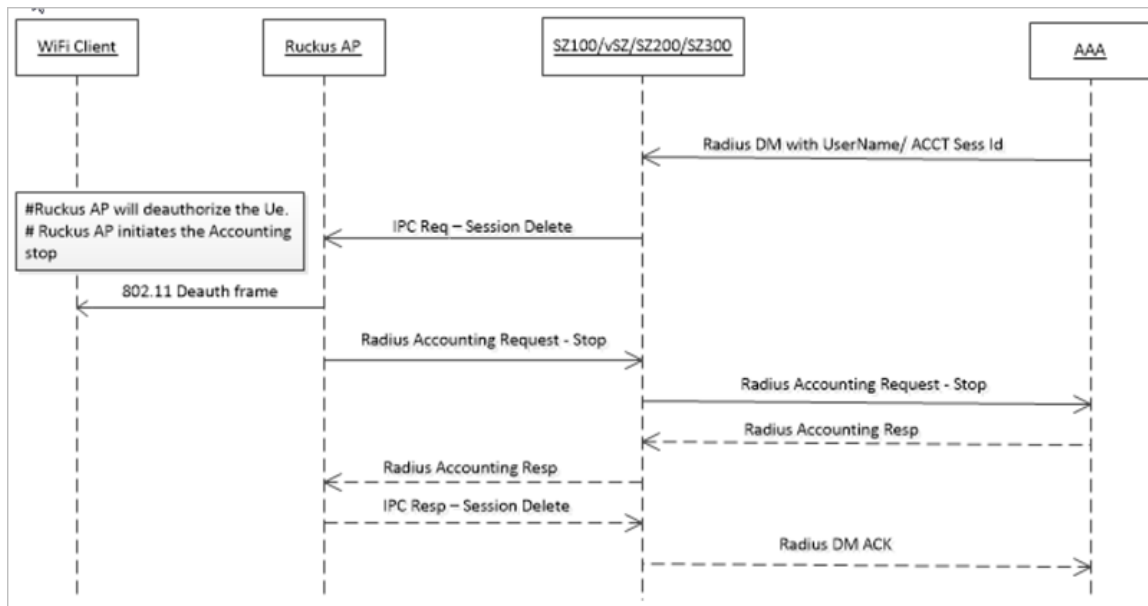 WiFi Client
Ruckus AP
SZ100/vSZ/SZ200/SZ300
AAA
Radius DM with UserName/ ACCT Sess Id
#Ruckus AP will deauthorize the Ue.
# Ruckus AP initiates the Accounting
stop
IPC Req – Session Delete
802.11 Deauth frame
Radius Accounting Request - Stop
Radius Accounting Request - Stop
Radius Accounting Resp
Radius Accounting Resp
IPC Resp – Session Delete
Radius DM ACK